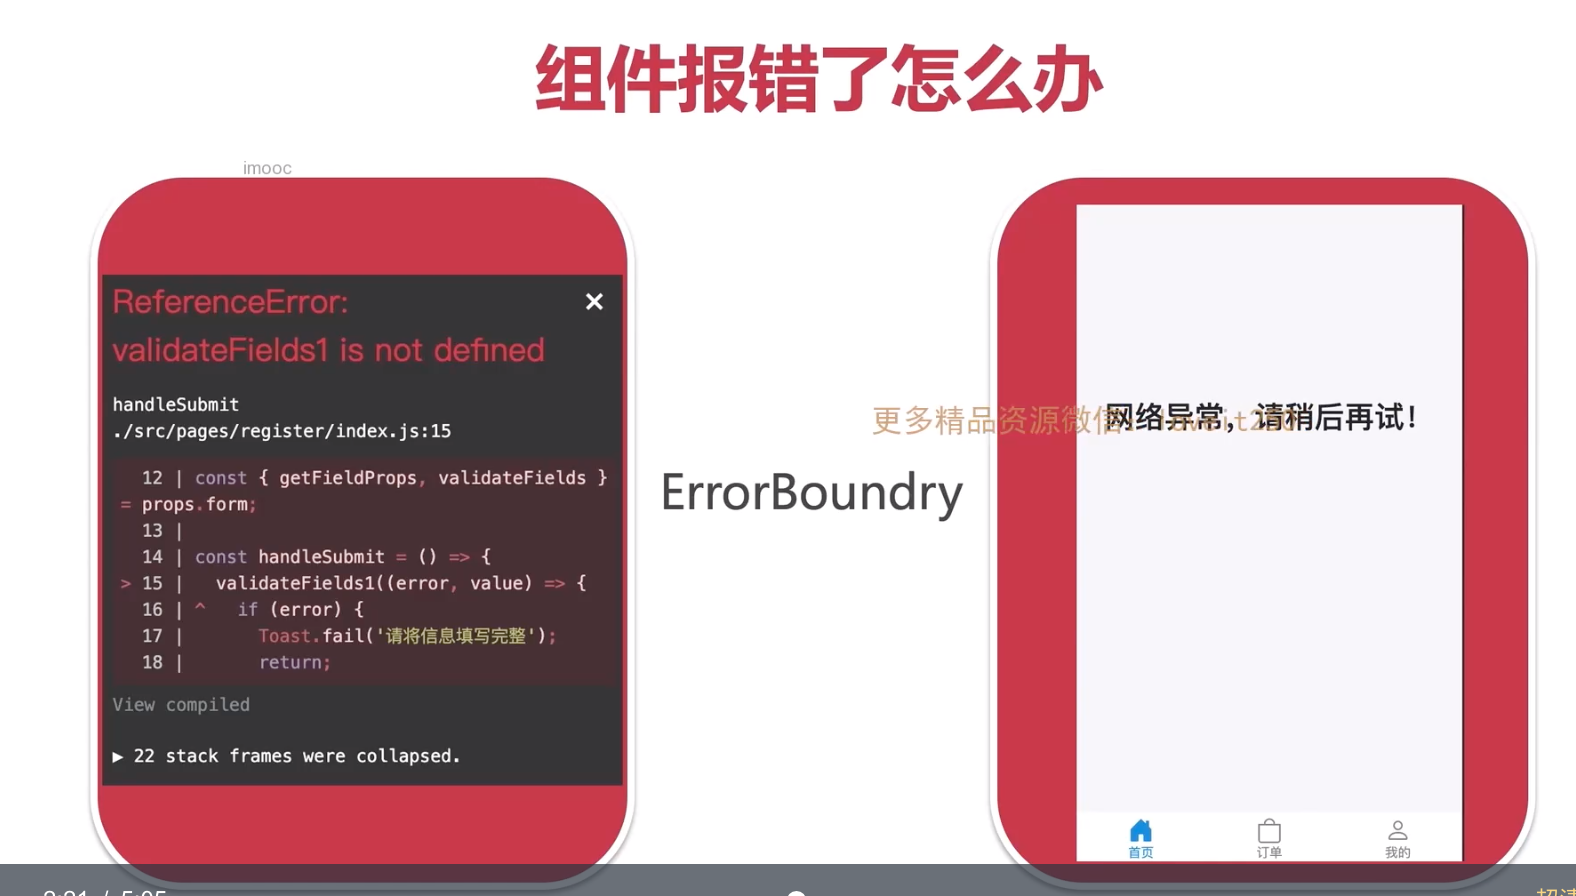 组件报错了怎么办
imooc
ReferenceError:
validateFields1 is not defined
handleSubmit
./src/pages/register/index.js:15
12 | const { getFieldProps, validateFields }
= props.form;
13 |
14 | const handleSubmit = () => {
> 15 |   validateFields1((error, value) => {
16 | ^   if (error) {
17 |       Toast.fail('请将信息填写完整');
18 |       return;
View compiled
▶ 22 stack frames were collapsed.
ErrorBoundry
更多精品资源微信
网络异常，请稍后再试！
首页
订单
我的